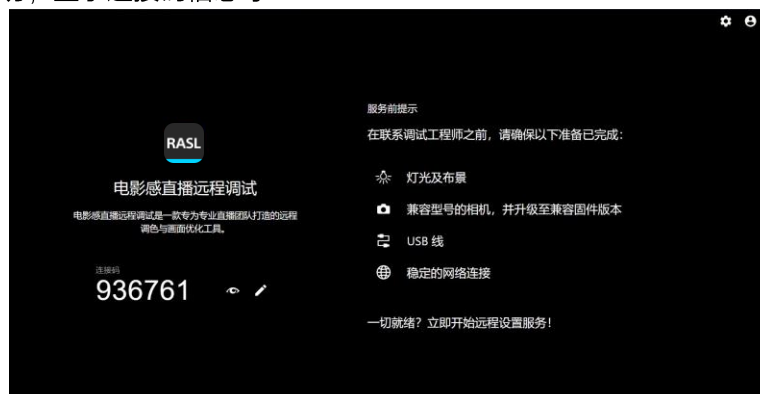 服务前提示
在联系调试工程师之前，请确保以下准备已完成：
RASL
电影感直播远程调试
电影感直播远程调试是一款专为专业直播团队打造的远程
调色与画面优化工具。
连接码
936761
灯光及布景
兼容型号的相机，并升级至兼容固件版本
USB 线
稳定的网络连接
一切就绪？立即开始远程设置服务！